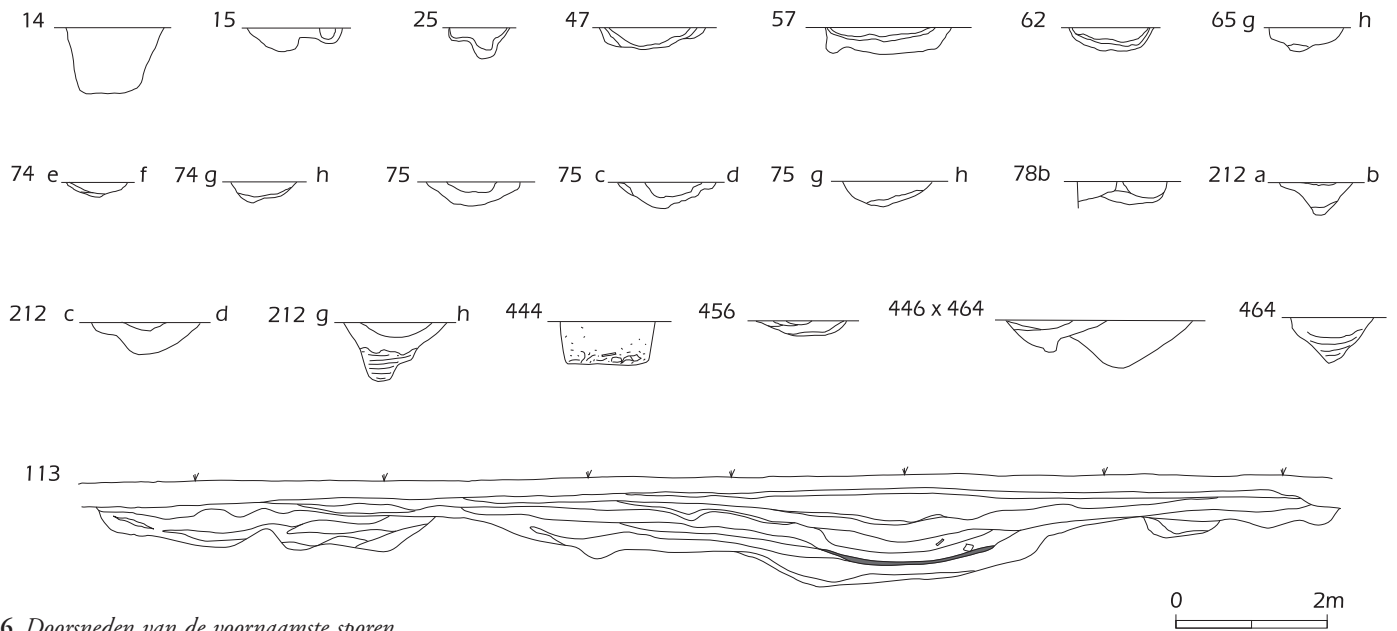 14 15 25 47 57 62 65 g h
74 e f 74 g h 75 75 c d 75 g h 78b 212 a b
212 c d 212 g h 444 456 446 x 464 464
113
0 2m
6 Doorsneden van de voornaamste sporen